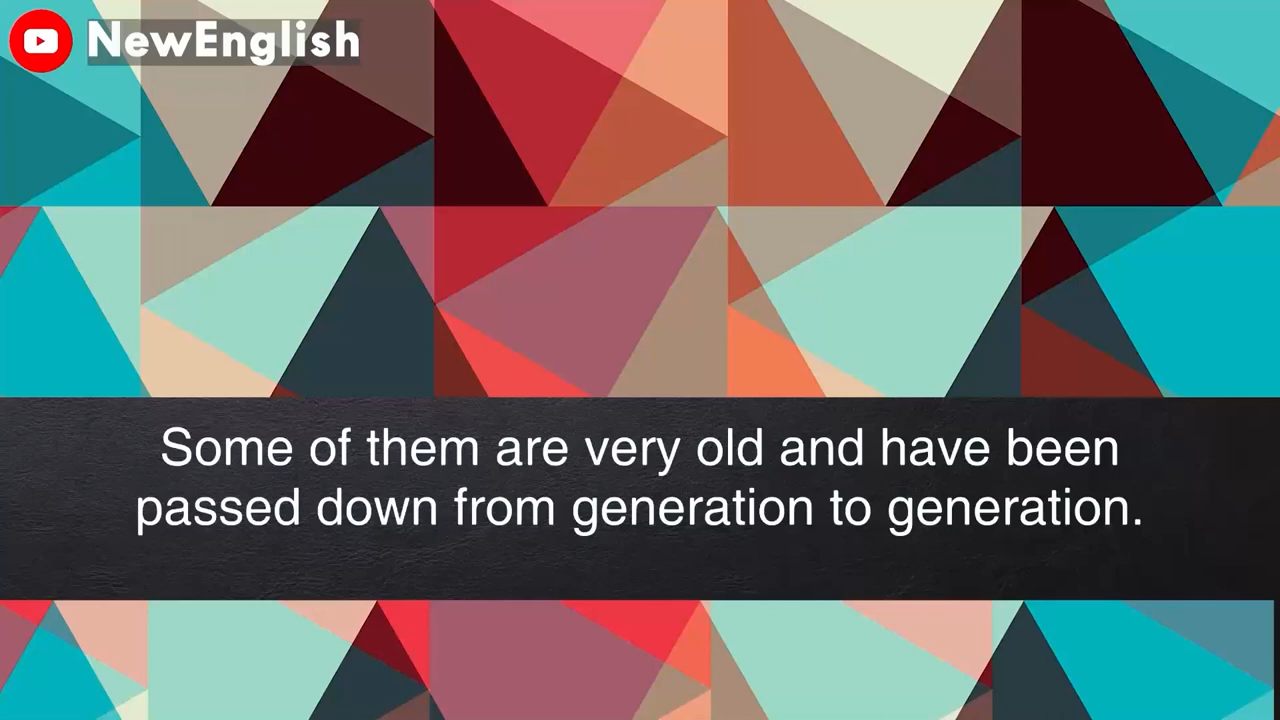 NewEnglish
Some of them are very old and have been
passed down from generation to generation.